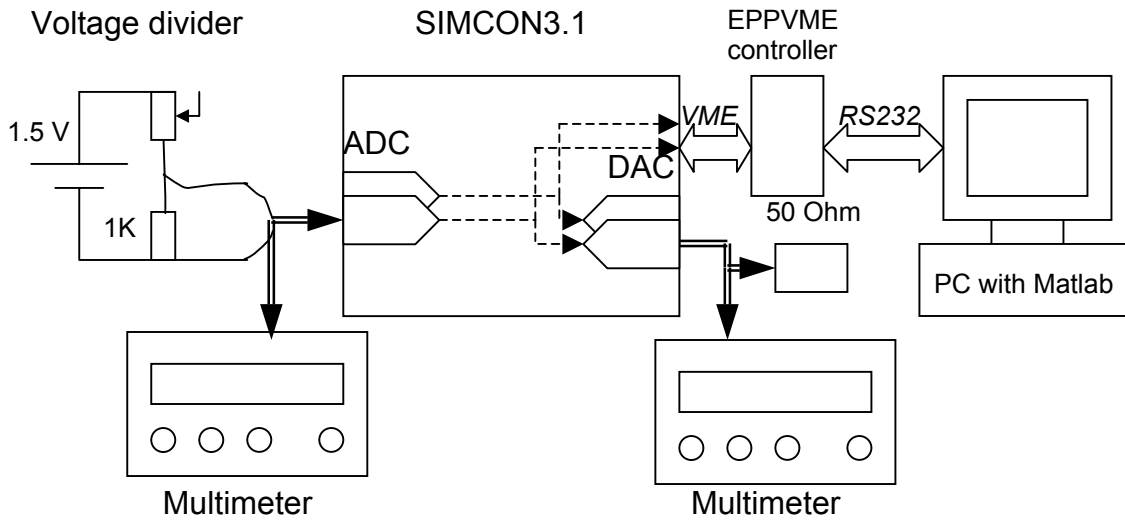 Voltage divider
SIMCON3.1
EPPVME
controller
1.5 V
ADC
VME
RS232
DAC
1K
50 Ohm
PC with Matlab
Multimeter
Multimeter